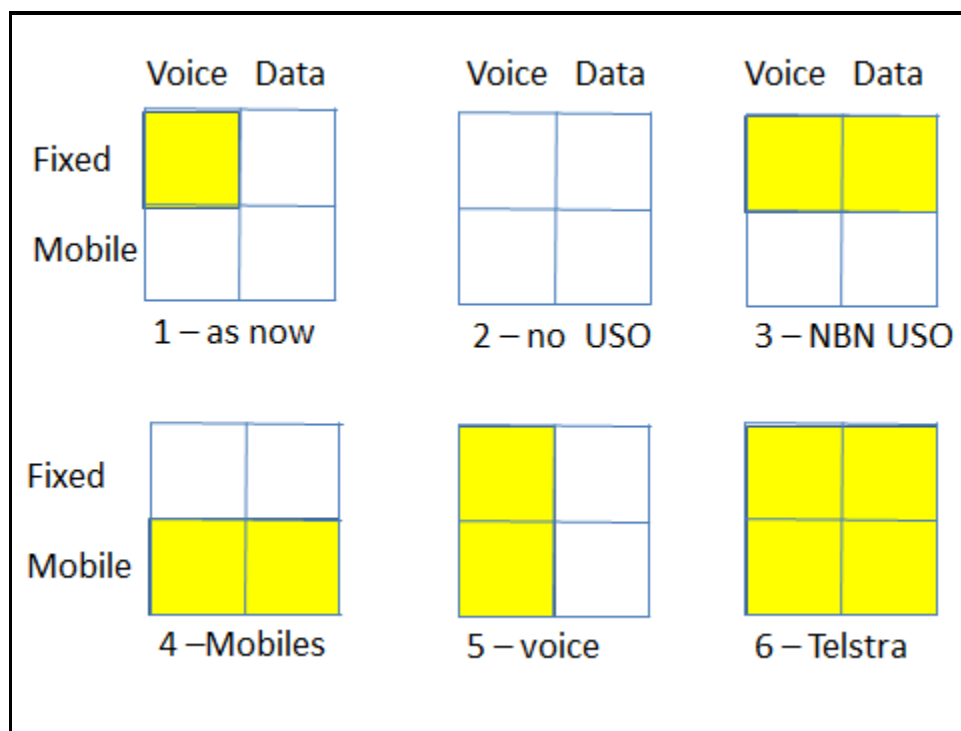 Voice Data Voice Data Voice Data
Fixed
Mobile
1 – as now 2 – no USO 3 – NBN USO
Fixed
Mobile
4 –Mobiles 5 – voice 6 – Telstra